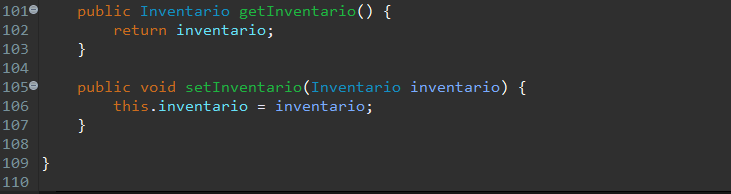 101 public Inventario getInventario() {
102 return inventario;
103 }
104
105 public void setInventario(Inventario inventario) {
106 this.inventario = inventario;
107 }
108
109 }
110